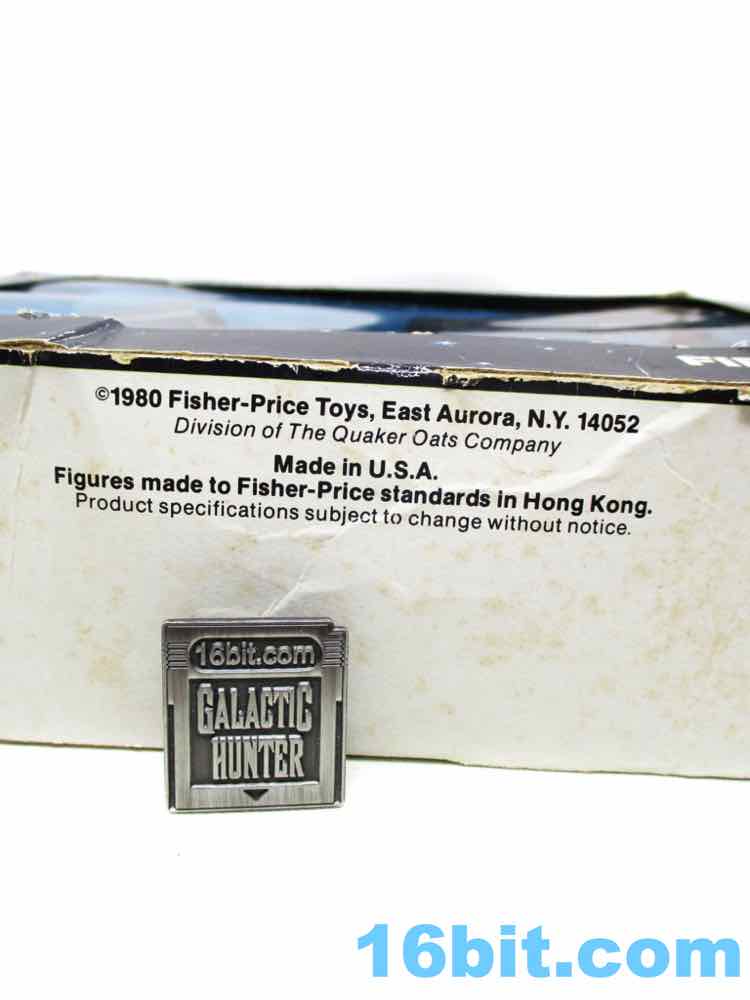 ©1980 Fisher-Price Toys, East Aurora, N.Y. 14052
Division of The Quaker Oats Company
Made in U.S.A.
Figures made to Fisher-Price standards in Hong Kong.
Product specifications subject to change without notice.
16bit.com
GALACTIC
HUNTER
16bit.com